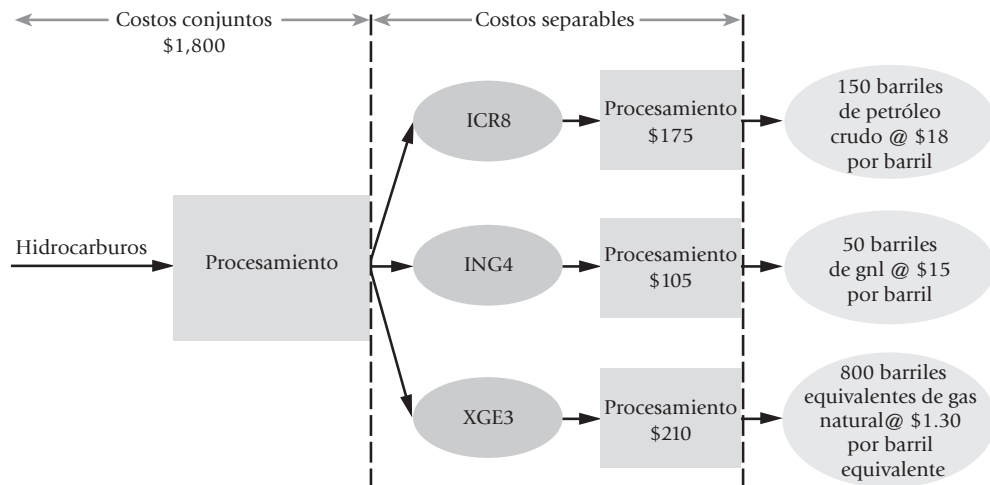 Costos conjuntos
$1,800
Costos separables
Hidrocarburos
Procesamiento
ICR8
Procesamiento
$175
150 barriles
de petróleo
crudo @ $18
por barril
ING4
Procesamiento
$105
50 barriles
de gnl @ $15
por barril
XGE3
Procesamiento
$210
800 barriles
equivalentes de gas
natural@ $1.30
por barril
equivalente